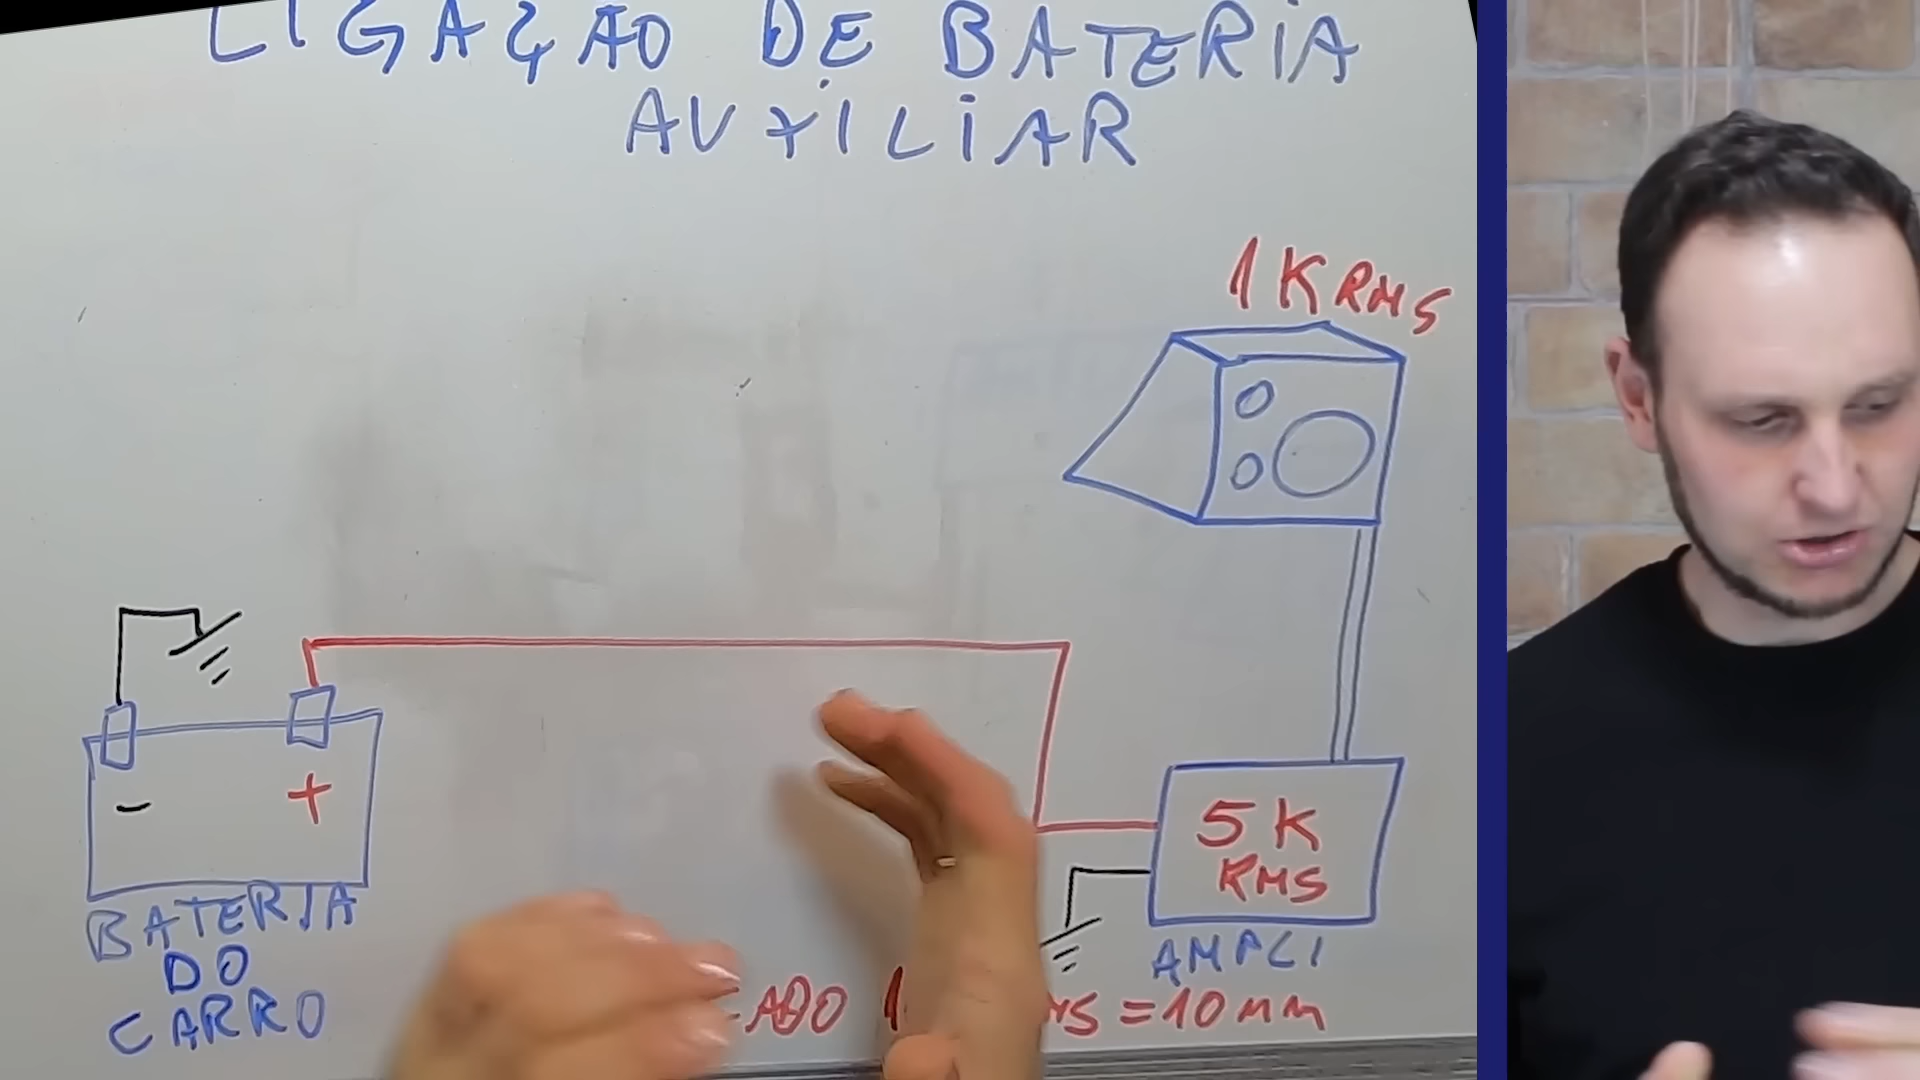 LIGAÇÃO DE BATERIA
AUXILIAR
1K RMS
-
+
5K
RMS
BATERIA
DO
CARRO
AMPLI
= 10mm